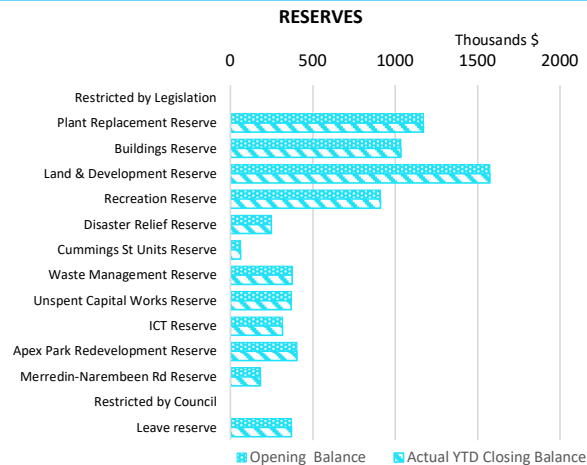 RESERVES
Thousands $
0 500 1000 1500 2000
Restricted by Legislation
Plant Replacement Reserve
Buildings Reserve
Land & Development Reserve
Recreation Reserve
Disaster Relief Reserve
Cummings St Units Reserve
Waste Management Reserve
Unspent Capital Works Reserve
ICT Reserve
Apex Park Redevelopment Reserve
Merredin-Narembeen Rd Reserve
Restricted by Council
Leave reserve
Opening Balance Actual YTD Closing Balance